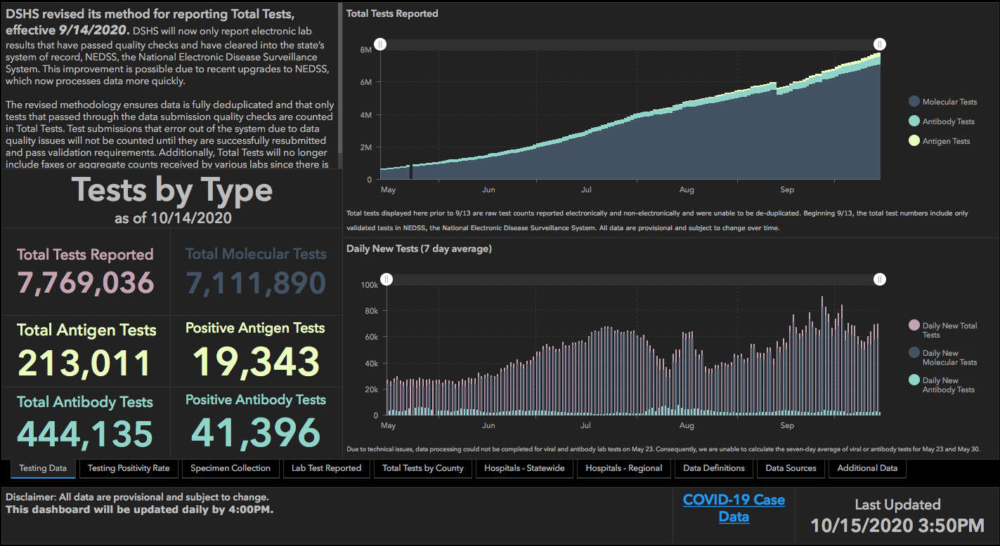 DSHS revised its method for reporting Total Tests,
effective 9/14/2020. DSHS will now only report electronic lab
results that have passed quality checks and have cleared into the state's
system of record, NEDSS, the National Electronic Disease Surveillance
System. This improvement is possible due to recent upgrades to NEDSS,
which now processes data more quickly.
The revised methodology ensures data is fully deduplicated and that only
tests that passed through the data submission quality checks are counted
in Total Tests. Test submissions that error out of the system due to data
quality issues will not be counted until they are successfully resubmitted
and pass validation requirements. Additionally, Total Tests will no longer
include faxes or aggregate counts received by various labs since there is
Tests by Type
as of 10/14/2020
Total Tests Reported
7,769,036
Total Molecular Tests
7,111,890
Total Antigen Tests
213,011
Positive Antigen Tests
19,343
Total Antibody Tests
444,135
Positive Antibody Tests
41,396
Total Tests Reported
8M
6M
4M
2M
0
May Jun Jul Aug Sep
Molecular Tests
Antibody Tests
Antigen Tests
Total tests displayed here prior to 9/13 are raw test counts reported electronically and non-electronically and were unable to be de-duplicated. Beginning 9/13, the total test numbers include only
validated tests in NEDSS, the National Electronic Disease Surveillance System. All data are provisional and subject to change over time.
Daily New Tests (7 day average)
100k
80k
60k
40k
20k
0
May Jun Jul Aug Sep
Daily New Total
Tests
Daily New
Molecular Tests
Daily New
Antibody Tests
Due to technical issues, data processing could not be completed for viral and antibody lab tests on May 23. Consequently, we are unable to calculate the seven-day average of viral or antibody tests for May 23 and May 30.
Testing Data Testing Positivity Rate Specimen Collection Lab Test Reported Total Tests by County Hospitals - Statewide Hospitals - Regional Data Definitions Data Sources Additional Data
Disclaimer: All data are provisional and subject to change.
This dashboard will be updated daily by 4:00PM.
COVID-19 Case
Data
Last Updated
10/15/2020 3:50PM